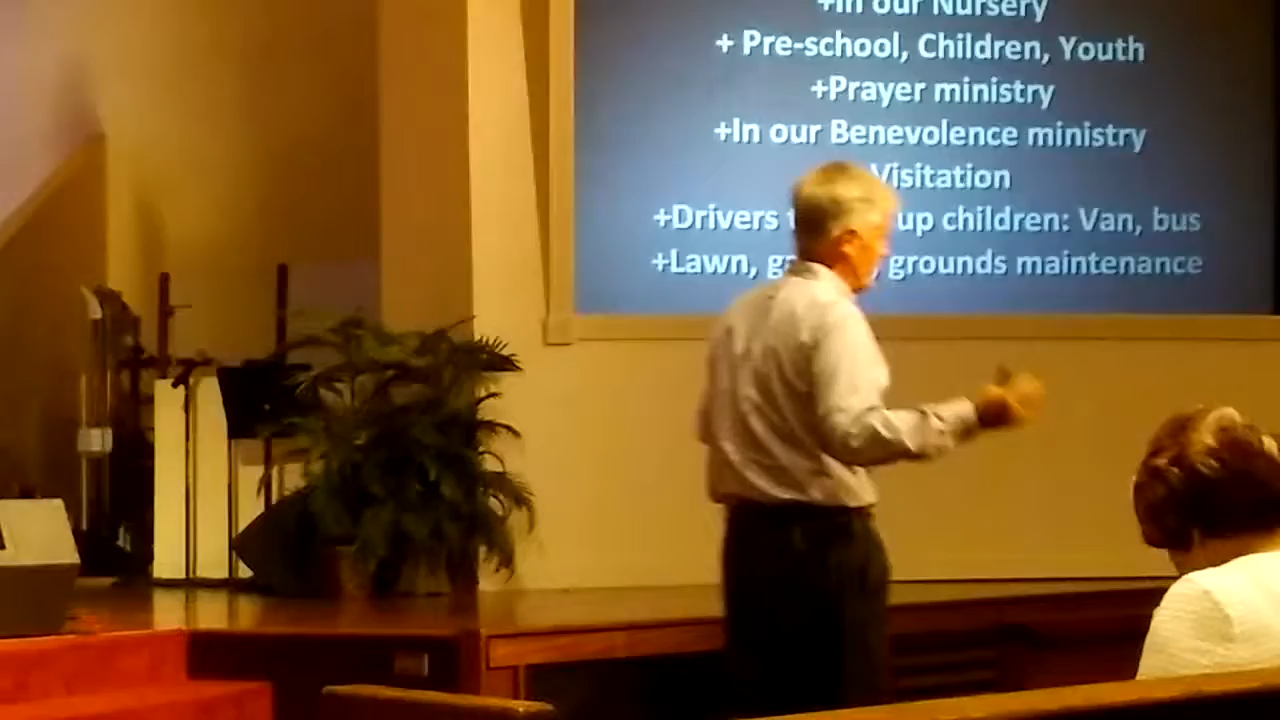 +In our Nursery
+ Pre-school, Children, Youth
+Prayer ministry
+In our Benevolence ministry
Visitation
+Drivers up children: Van, bus
+Lawn, grounds maintenance